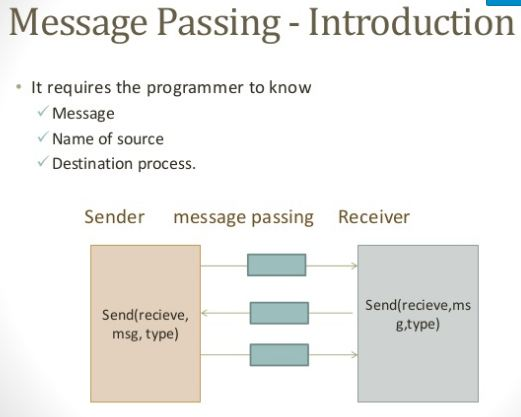 Message Passing - Introduction
• It requires the programmer to know
✓ Message
✓ Name of source
✓ Destination process.
Sender message passing Receiver
Send(recieve,
msg, type)
Send(recieve,ms
g,type)